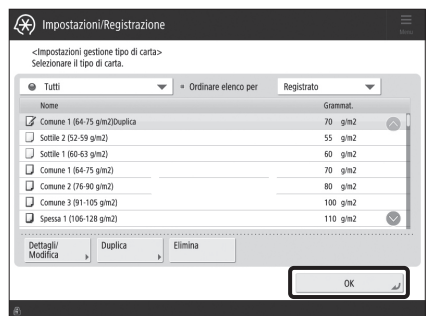 Impostazioni/Registrazione
Menu
<Impostazioni gestione tipo di carta>
Selezionare il tipo di carta.
Tutti
Ordinare elenco per
Registrato
Nome Grammat.
Comune 1 (64-75 g/m2)Duplica 70 g/m2
Sottile 2 (52-59 g/m2) 55 g/m2
Sottile 1 (60-63 g/m2) 60 g/m2
Comune 1 (64-75 g/m2) 70 g/m2
Comune 2 (76-90 g/m2) 80 g/m2
Comune 3 (91-105 g/m2) 100 g/m2
Spessa 1 (106-128 g/m2) 110 g/m2
Dettagli/
Modifica
Duplica
Elimina
OK